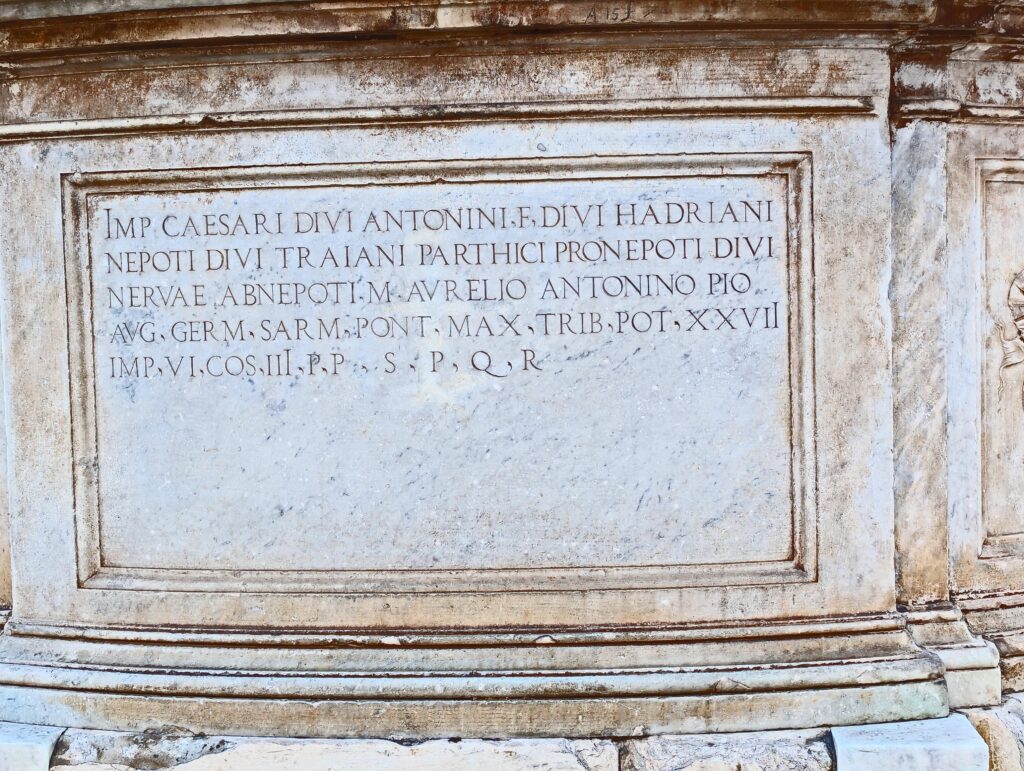 A 151
IMP CAESARI DIVI ANTONINI, F, DIVI HADRIANI
NEPOTI DIVI TRAIANI PARTHICI PRONEPOTI DIVI
NERVAE ABNEPOTI M AVRELIO ANTONINO PIO
AVG, GERM, SARM, PONT, MAX, TRIB, POT, XXVII
IMP, VI, COS, III, P, P, S, P, Q, R